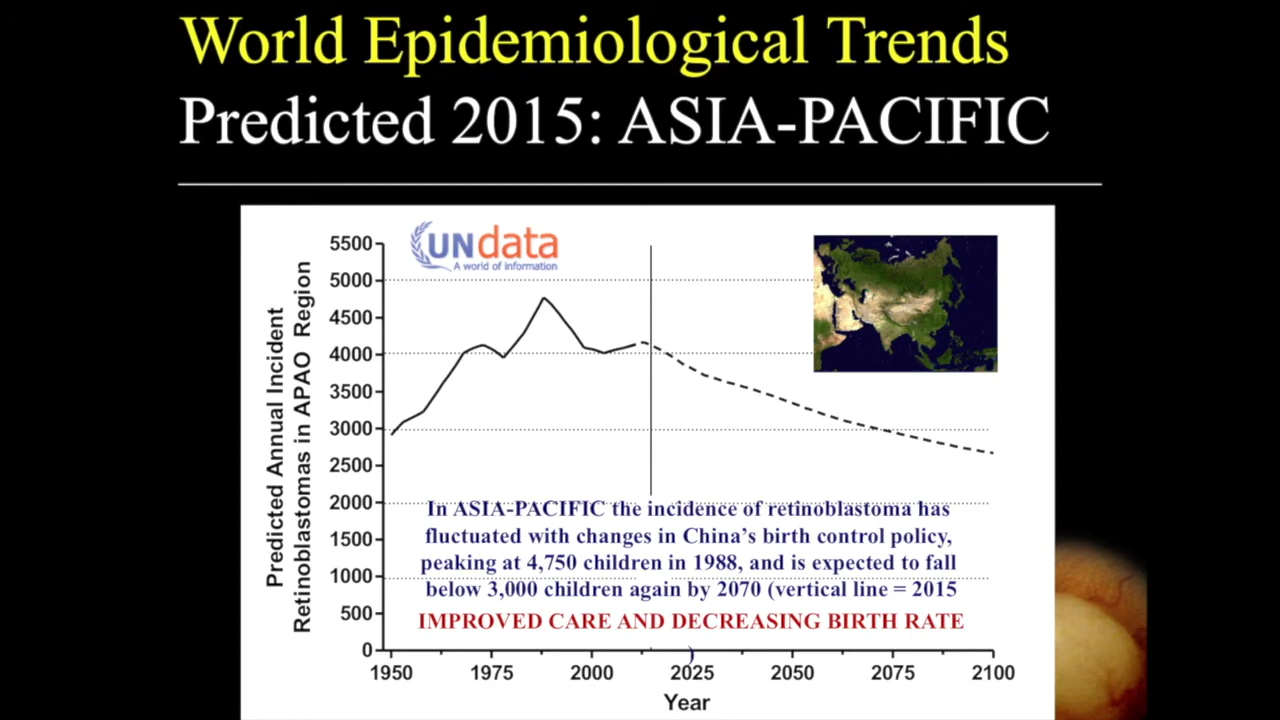 World Epidemiological Trends
Predicted 2015: ASIA-PACIFIC
UNdata
A world of information
Predicted Annual Incident
Retinoblastomas in APAO Region
5500
5000
4500
4000
3500
3000
2500
2000
1500
1000
500
0
In ASIA-PACIFIC the incidence of retinoblastoma has
fluctuated with changes in China's birth control policy,
peaking at 4,750 children in 1988, and is expected to fall
below 3,000 children again by 2070 (vertical line = 2015
)
IMPROVED CARE AND DECREASING BIRTH RATE
1950 1975 2000 2025 2050 2075 2100
Year